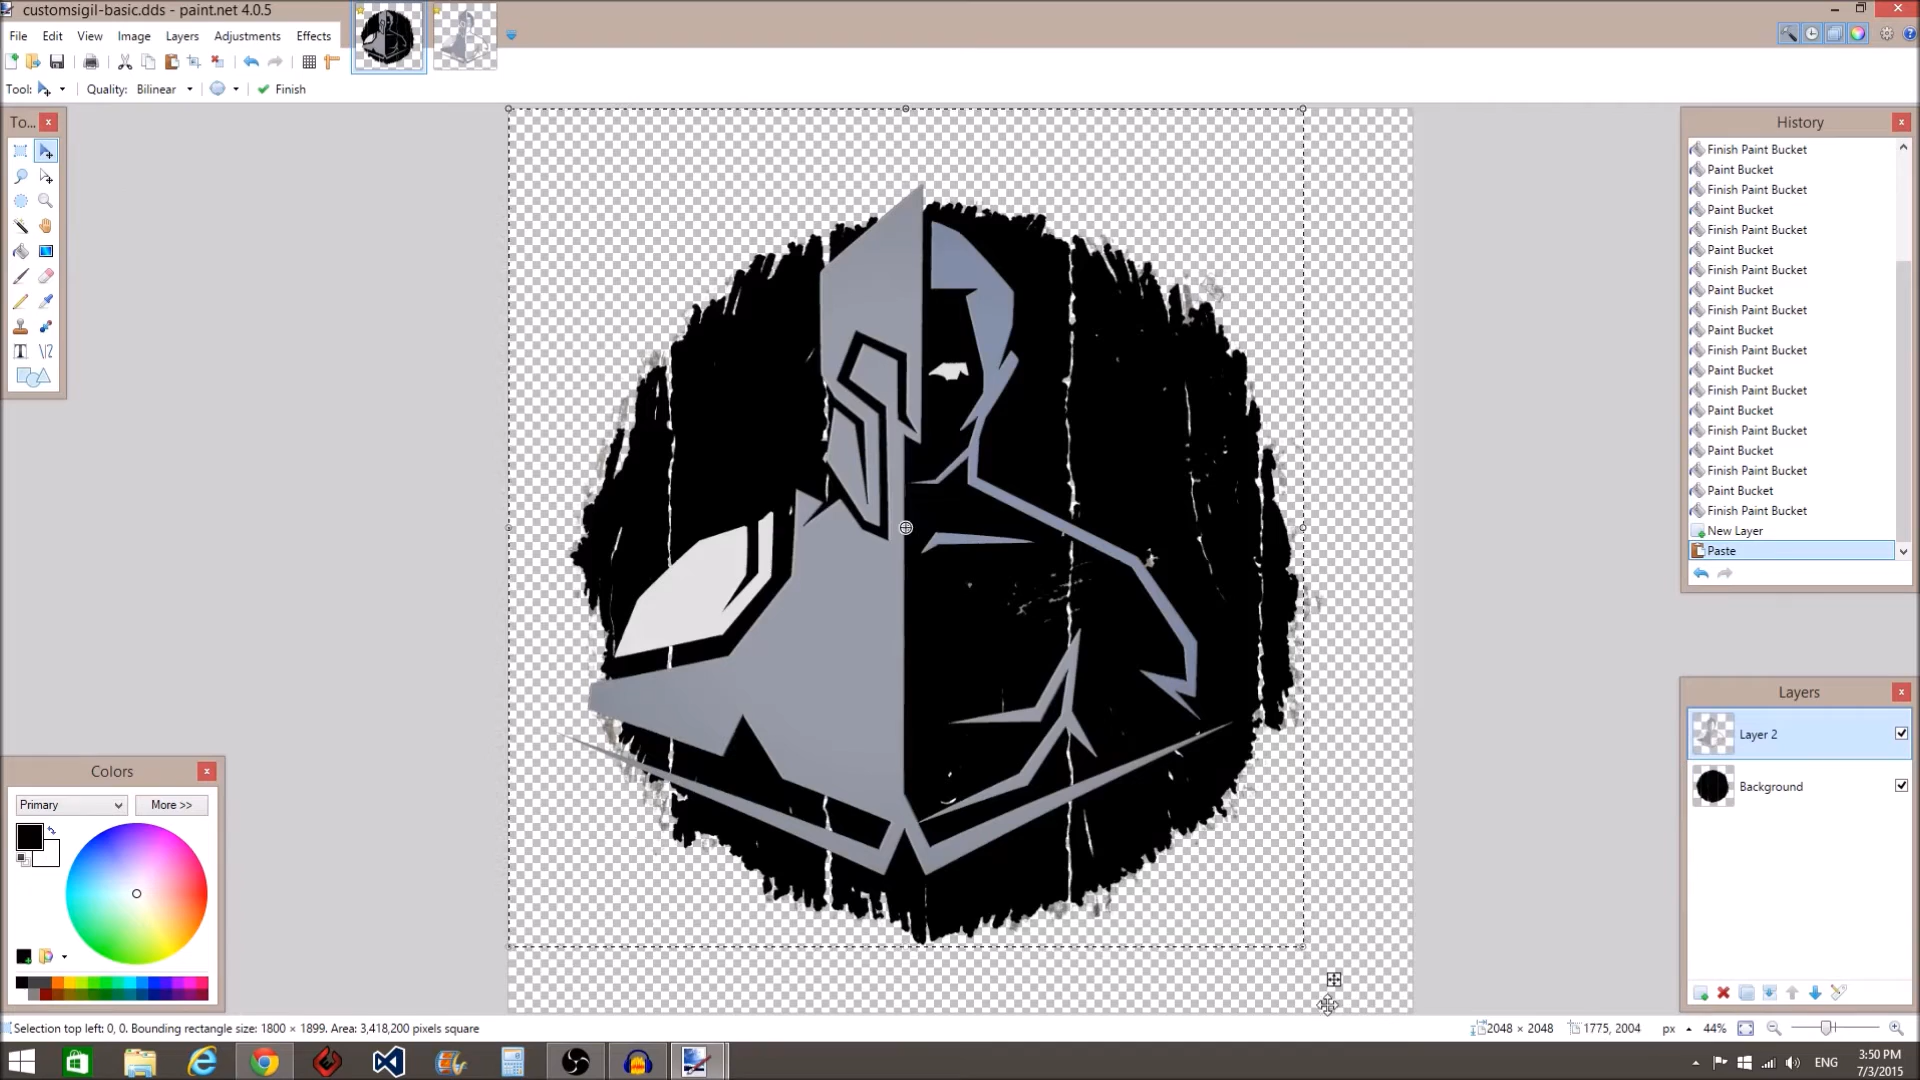 customsigil-basic.dds - paint.net 4.0.5
File Edit View Image Layers Adjustments Effects
Tool: Quality: Bilinear Finish
To...
History
Finish Paint Bucket
Paint Bucket
Finish Paint Bucket
Paint Bucket
Finish Paint Bucket
Paint Bucket
Finish Paint Bucket
Paint Bucket
Finish Paint Bucket
Paint Bucket
Finish Paint Bucket
Paint Bucket
Finish Paint Bucket
Paint Bucket
Finish Paint Bucket
Paint Bucket
Finish Paint Bucket
Paint Bucket
Finish Paint Bucket
New Layer
Paste
Layers
Layer 2
Background
Colors
Primary More >>
Selection top left: 0, 0. Bounding rectangle size: 1800 × 1899. Area: 3,418,200 pixels square
2048 × 2048 1775, 2004 px 44%
ENG
3:50 PM
7/3/2015